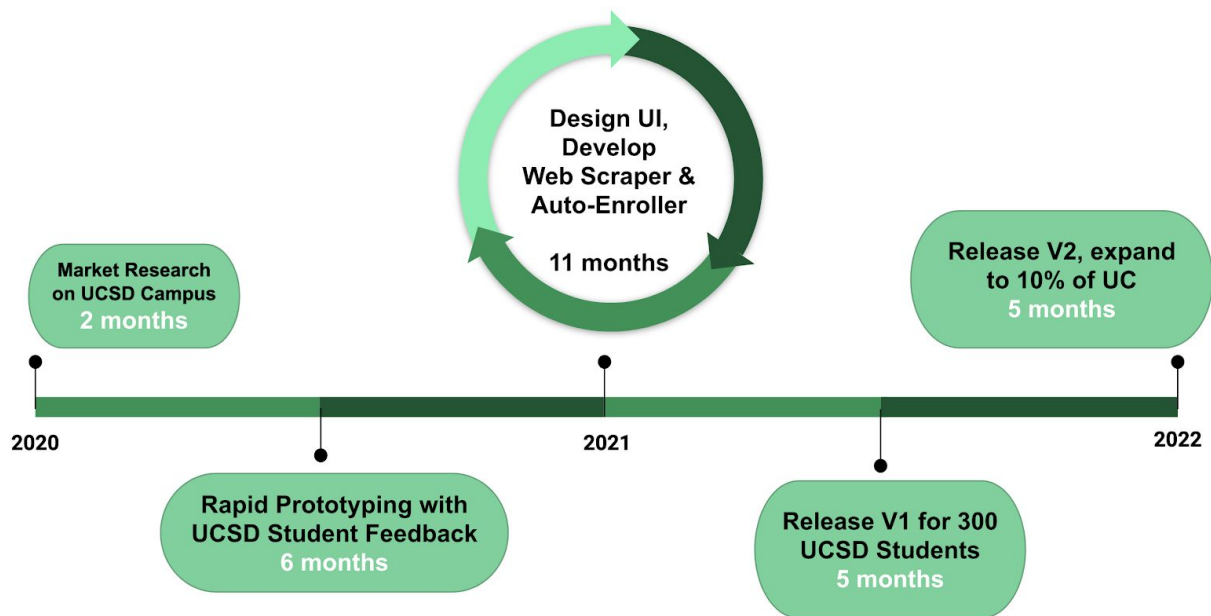 Design UI,
Develop
Web Scraper &
Auto-Enroller
11 months
Market Research
on UCSD Campus
2 months
Release V2, expand
to 10% of UC
5 months
2020
2021
2022
Rapid Prototyping with
UCSD Student Feedback
6 months
Release V1 for 300
UCSD Students
5 months